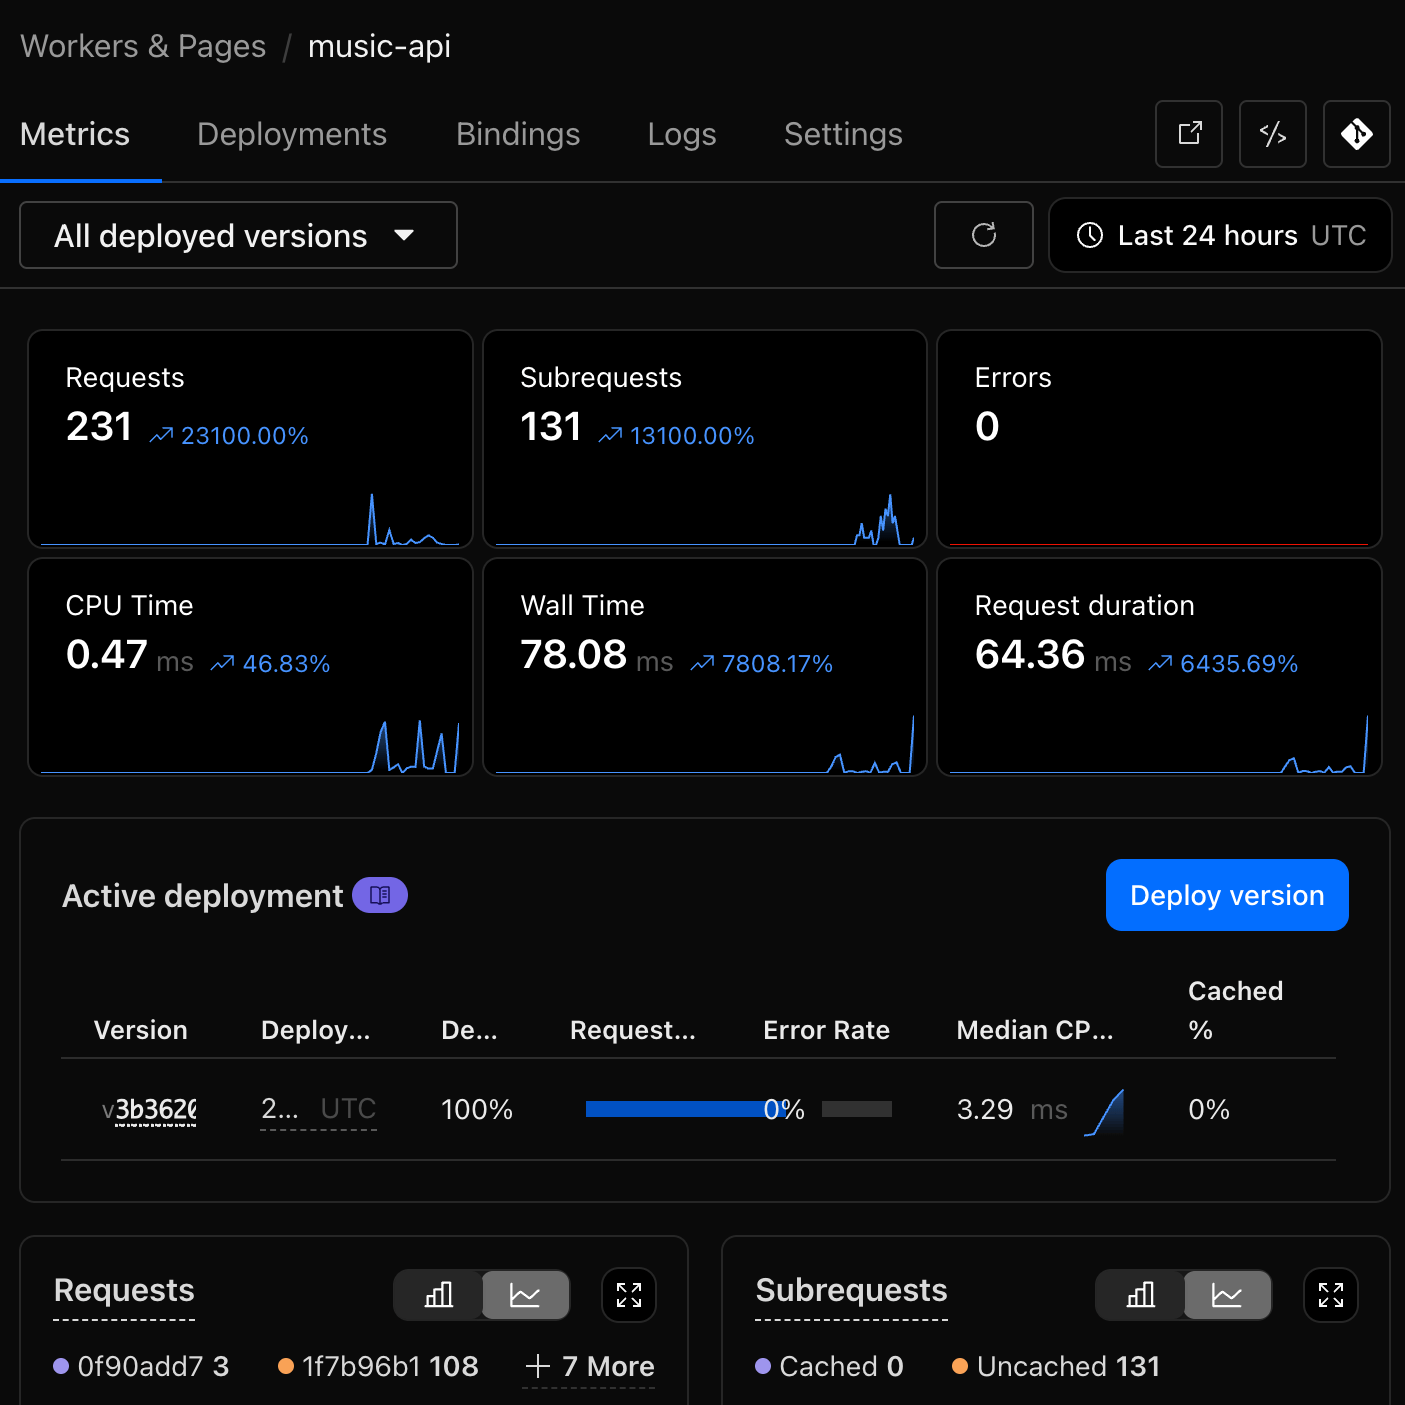 Workers & Pages / music-api
Metrics Deployments Bindings Logs Settings
All deployed versions
Last 24 hours UTC
Requests
231 23100.00%
Subrequests
131 13100.00%
Errors
0
CPU Time
0.47 ms 46.83%
Wall Time
78.08 ms 7808.17%
Request duration
64.36 ms 6435.69%
Active deployment
Deploy version
Version Deploy... De... Request... Error Rate Median CP... Cached %
v3b3620 2... UTC 100% 0% 3.29 ms 0%
Requests
0f90add7 3 1f7b96b1 108 + 7 More
Subrequests
Cached 0 Uncached 131